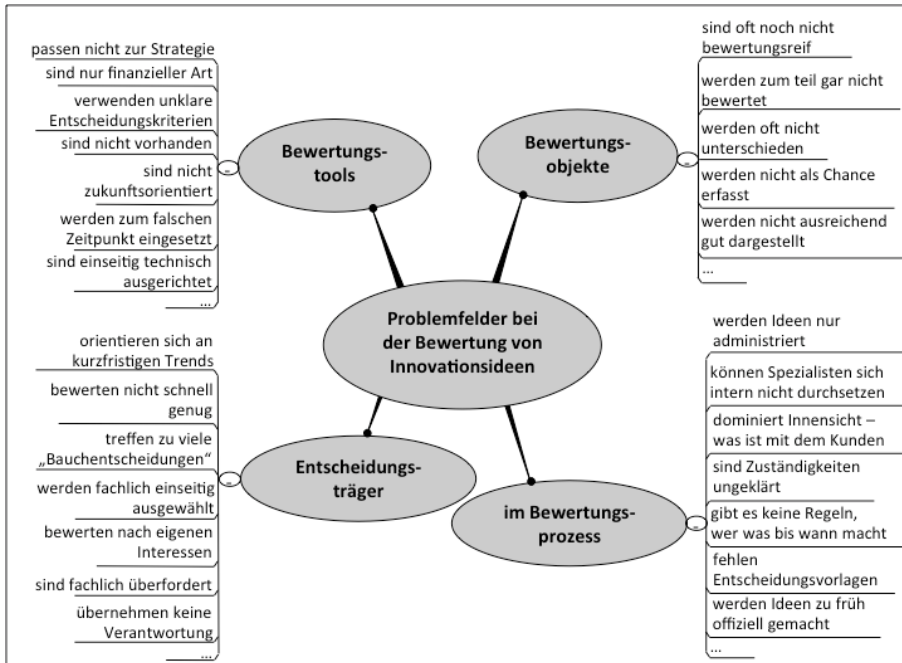 passen nicht zur Strategie
sind nur finanzieller Art
verwenden unklare
Entscheidungskriterien
sind nicht vorhanden
sind nicht
zukunftsorientiert
werden zum falschen
Zeitpunkt eingesetzt
sind einseitig technisch
ausgerichtet
...
Bewertungs-
tools
Bewertungs-
objekte
sind oft noch nicht
bewertungsreif
werden zum teil gar nicht
bewertet
werden oft nicht
unterschieden
werden nicht als Chance
erfasst
werden nicht ausreichend
gut dargestellt
...
Problemfelder bei
der Bewertung von
Innovationsideen
orientieren sich an
kurzfristigen Trends
bewerten nicht schnell
genug
treffen zu viele
„Bauchentscheidungen“
werden fachlich einseitig
ausgewählt
bewerten nach eigenen
Interessen
sind fachlich überfordert
übernehmen keine
Verantwortung
...
Entscheidungs-
träger
im Bewertungs-
prozess
werden Ideen nur
administriert
können Spezialisten sich
intern nicht durchsetzen
dominiert Innensicht –
was ist mit dem Kunden
sind Zuständigkeiten
ungeklärt
gibt es keine Regeln,
wer was bis wann macht
fehlen
Entscheidungsvorlagen
werden Ideen zu früh
offiziell gemacht
...